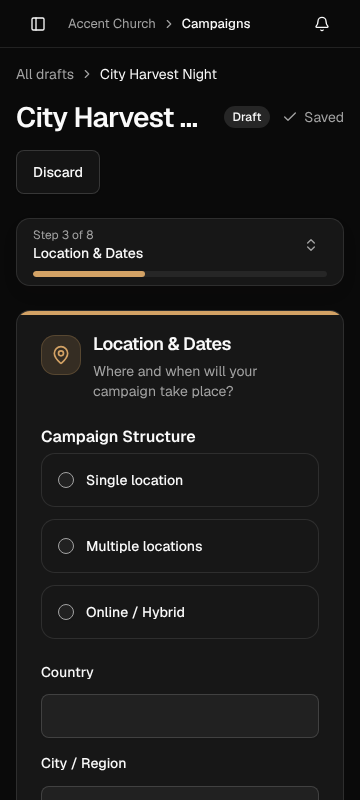 Accent Church > Campaigns
All drafts > City Harvest Night
City Harvest ... Draft Saved
Discard
Step 3 of 8
Location & Dates
Location & Dates
Where and when will your
campaign take place?
Campaign Structure
Single location
Multiple locations
Online / Hybrid
Country
City / Region